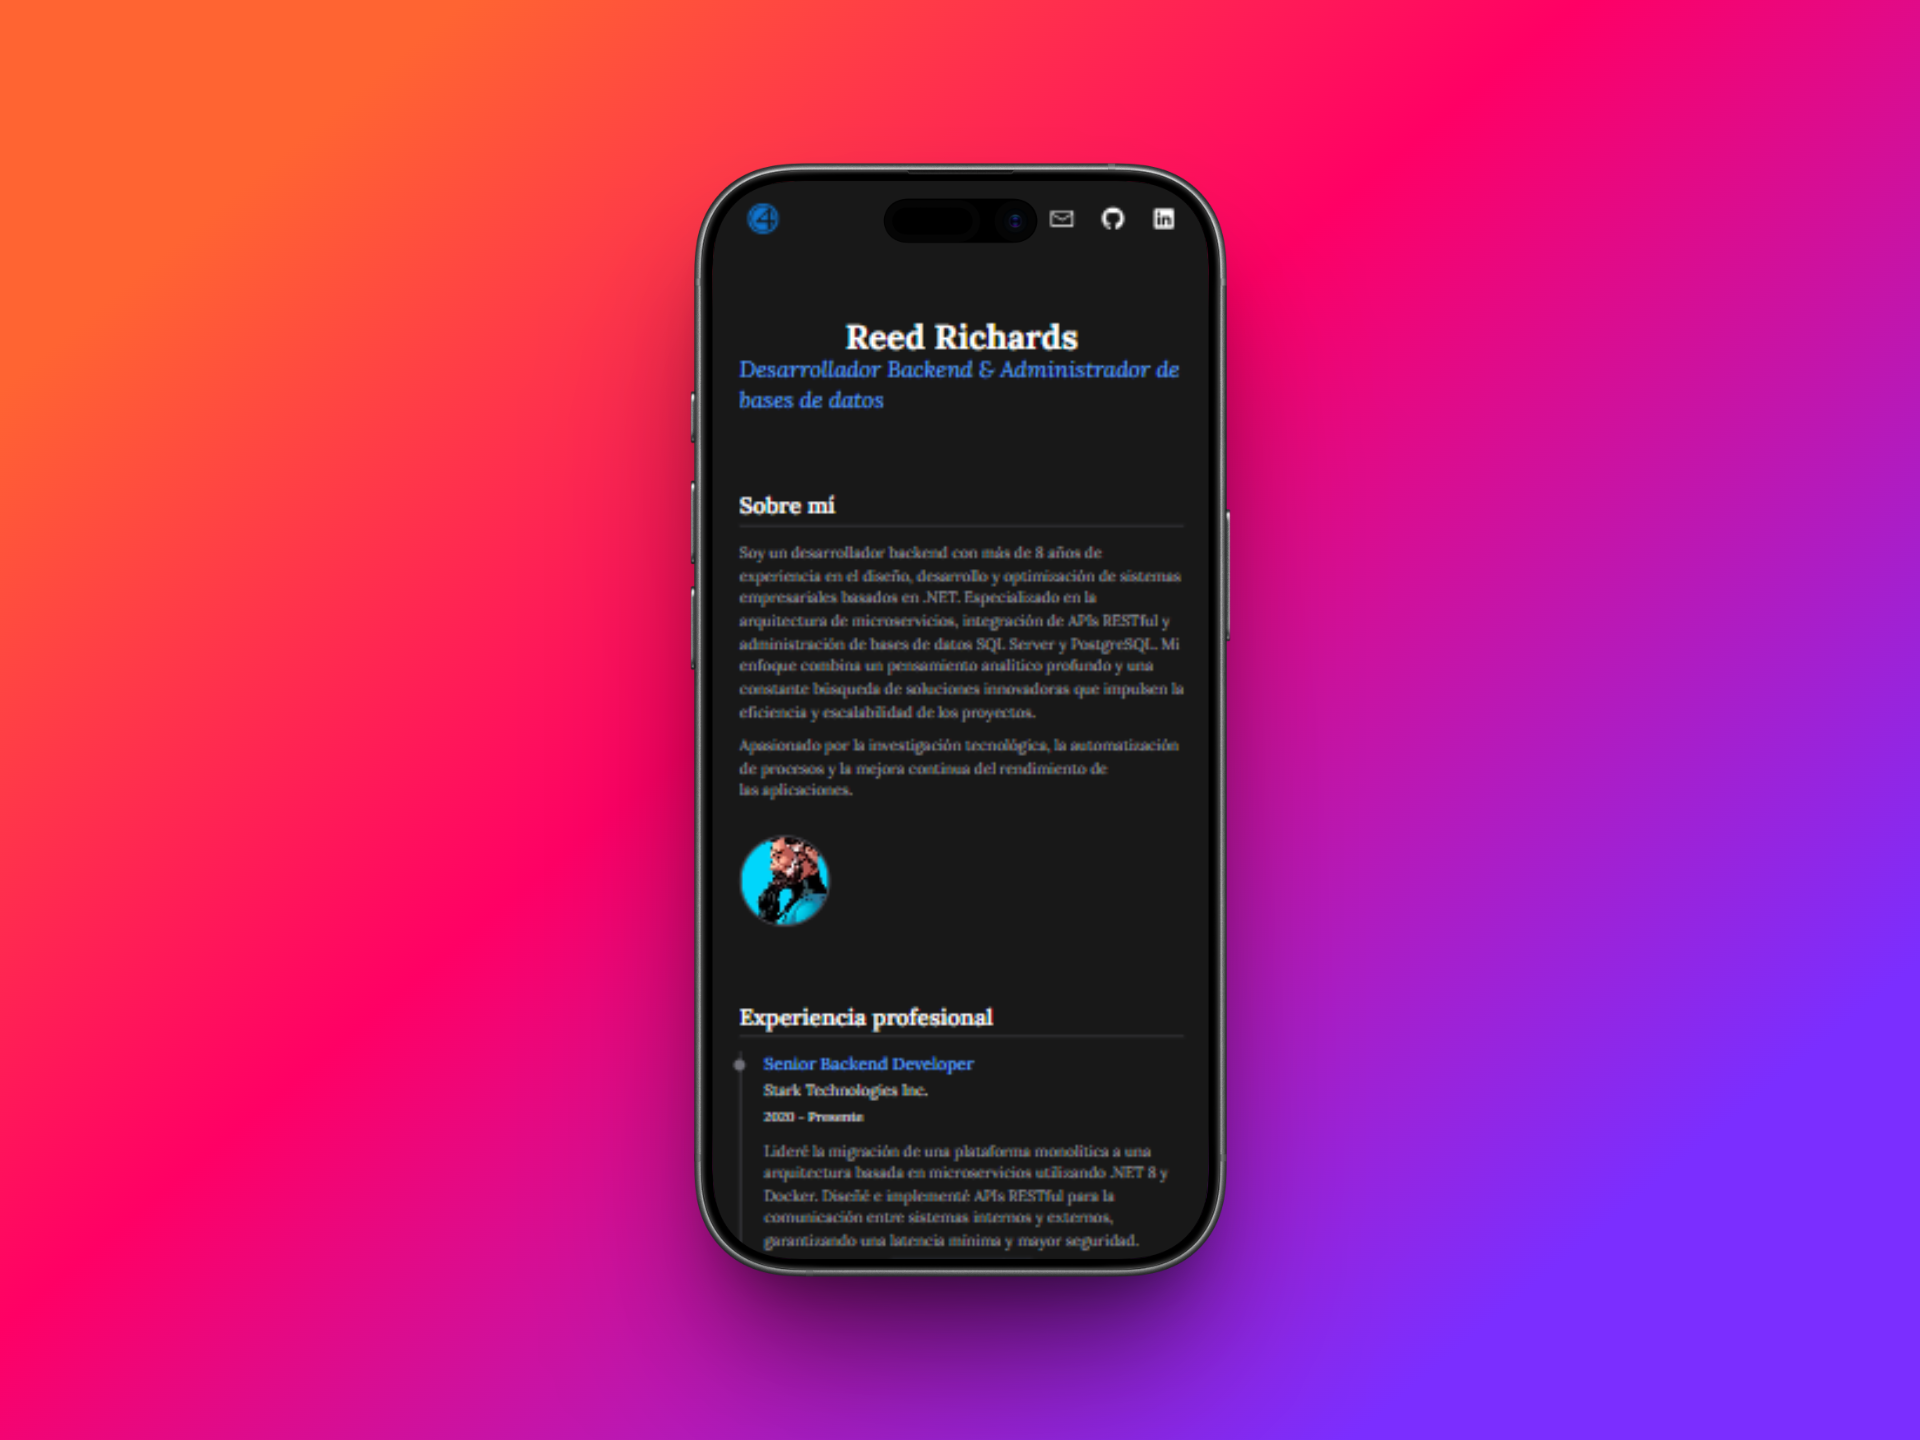 4
in
Reed Richards
Desarrollador Backend & Administrador de
bases de datos
Sobre mí
Soy un desarrollador backend con más de 8 años de
experiencia en el diseño, desarrollo y optimización de sistemas
empresariales basados en .NET. Especializado en la
arquitectura de microservicios, integración de APIs RESTful y
administración de bases de datos SQL Server y PostgreSQL. Mi
enfoque combina un pensamiento analítico profundo y una
constante búsqueda de soluciones innovadoras que impulsen la
eficiencia y escalabilidad de los proyectos.
Apasionado por la investigación tecnológica, la automatización
de procesos y la mejora continua del rendimiento de
las aplicaciones.
Experiencia profesional
Senior Backend Developer
Stark Technologies Inc.
2020 - Presente
Lideré la migración de una plataforma monolítica a una
arquitectura basada en microservicios utilizando .NET 8 y
Docker. Diseñé e implementé APIs RESTful para la
comunicación entre sistemas internos y externos,
garantizando una latencia mínima y mayor seguridad.